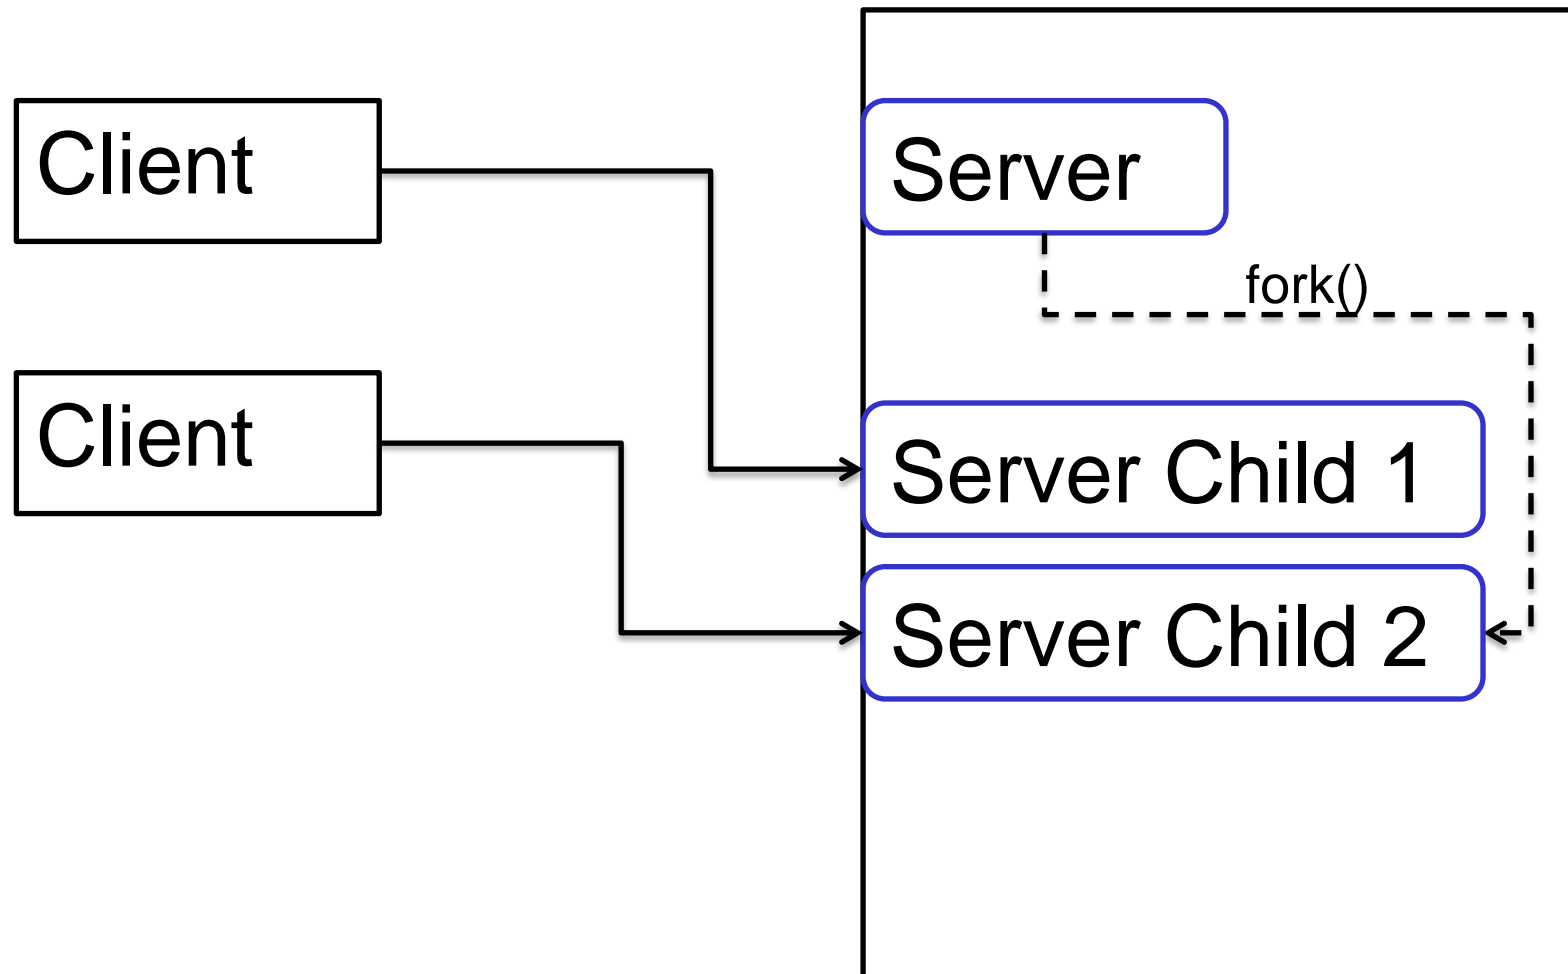 Client
Server
fork()
Client
Server Child 1
Server Child 2